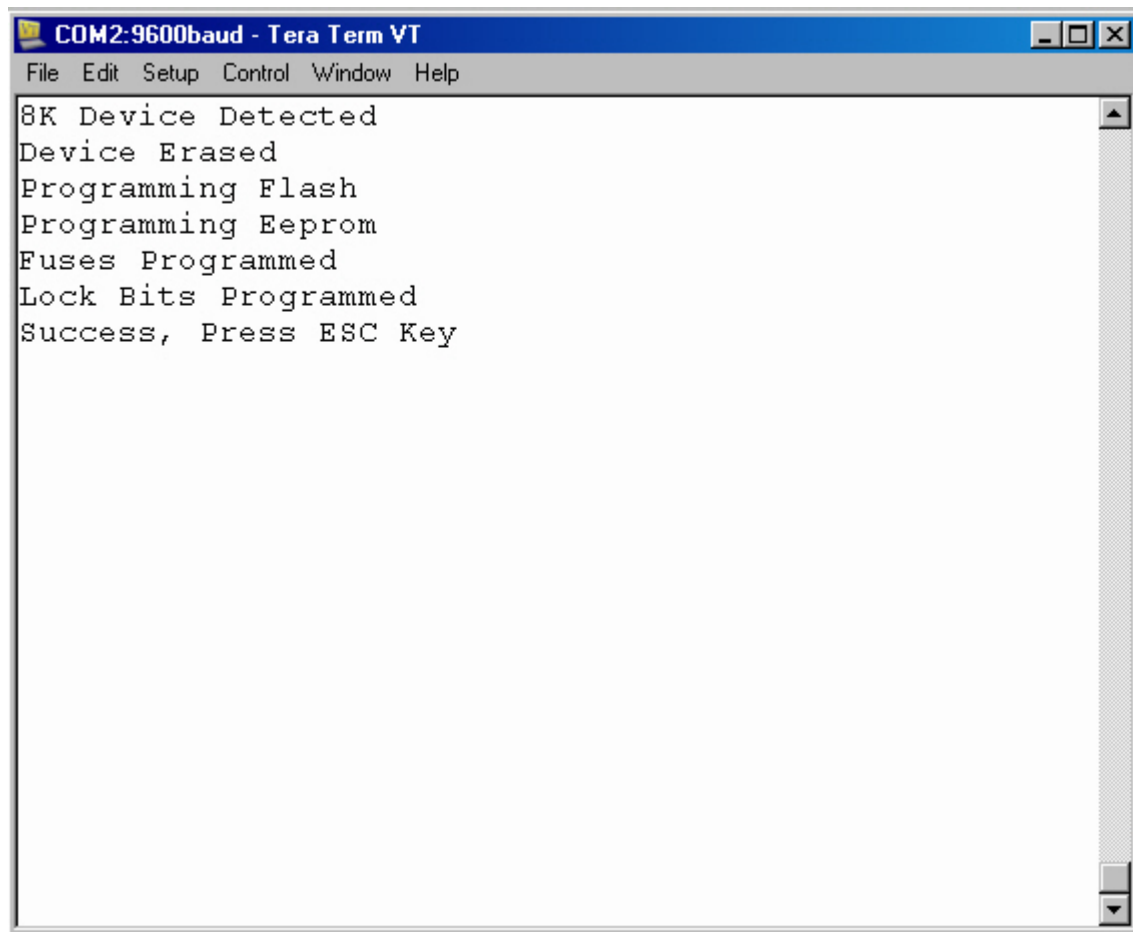 COM2:9600baud - Tera Term VT
File Edit Setup Control Window Help
8K Device Detected
Device Erased
Programming Flash
Programming Eeprom
Fuses Programmed
Lock Bits Programmed
Success, Press ESC Key